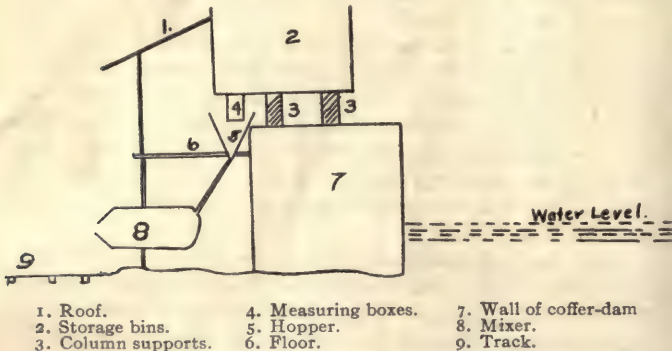 1.
2
4
3
3
5
6
7
Water Level.
8
9
1. Roof.
2. Storage bins.
3. Column supports.
4. Measuring boxes.
5. Hopper.
6. Floor.
7. Wall of coffer-dam
8. Mixer.
9. Track.